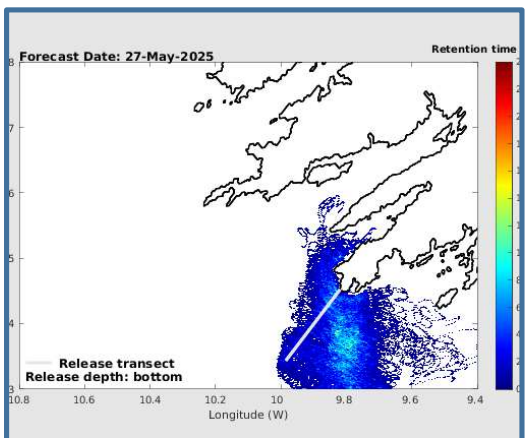 Forecast Date: 27-May-2025
Retention time
8
7
6
5
4
3
Release transect
Release depth: bottom
10.8 10.6 10.4 10.2 10 9.8 9.6 9.4
Longitude (W)